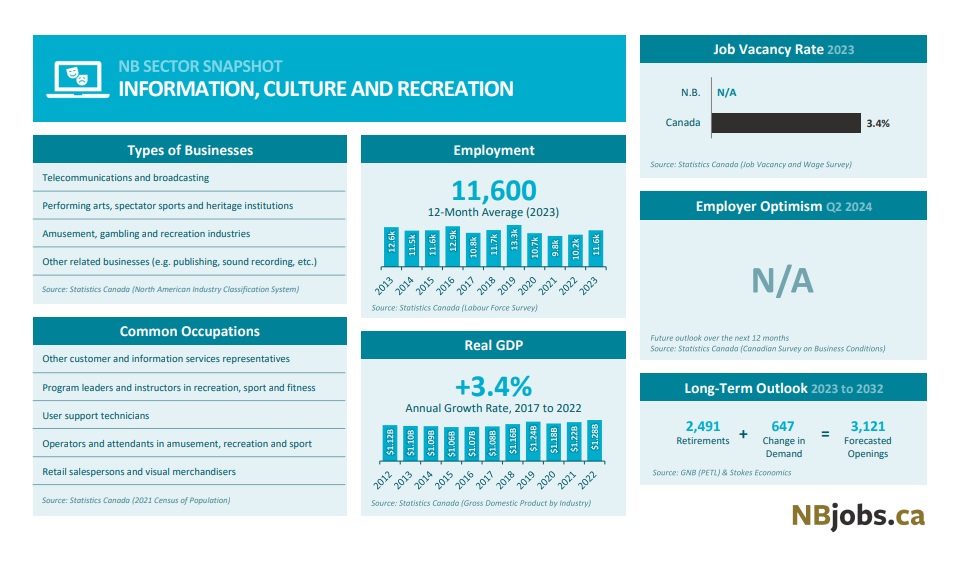 NB SECTOR SNAPSHOT
INFORMATION, CULTURE AND RECREATION
Types of Businesses
Telecommunications and broadcasting
Performing arts, spectator sports and heritage institutions
Amusement, gambling and recreation industries
Other related businesses (e.g. publishing, sound recording, etc.)
Source: Statistics Canada (North American Industry Classification System)
Common Occupations
Other customer and information services representatives
Program leaders and instructors in recreation, sport and fitness
User support technicians
Operators and attendants in amusement, recreation and sport
Retail salespersons and visual merchandisers
Source: Statistics Canada (2021 Census of Population)
Employment
11,600
12-Month Average (2023)
12.6k 11.5k 11.6k 12.9k 10.8k 11.7k 13.3k 10.7k 9.8k 10.2k 11.6k
2013 2014 2015 2016 2017 2018 2019 2020 2021 2022 2023
Source: Statistics Canada (Labour Force Survey)
Real GDP
+3.4%
Annual Growth Rate, 2017 to 2022
$1.12B $1.10B $1.09B $1.06B $1.07B $1.08B $1.16B $1.24B $1.18B $1.22B $1.28B
2012 2013 2014 2015 2016 2017 2018 2019 2020 2021 2022
Source: Statistics Canada (Gross Domestic Product by Industry)
Job Vacancy Rate 2023
N.B. N/A
Canada 3.4%
Source: Statistics Canada (Job Vacancy and Wage Survey)
Employer Optimism Q2 2024
N/A
Future outlook over the next 12 months
Source: Statistics Canada (Canadian Survey on Business Conditions)
Long-Term Outlook 2023 to 2032
2,491 + 647 = 3,121
Retirements Change in Forecasted
Demand Openings
Source: GNB (PETL) & Stokes Economics
NBjobs.ca